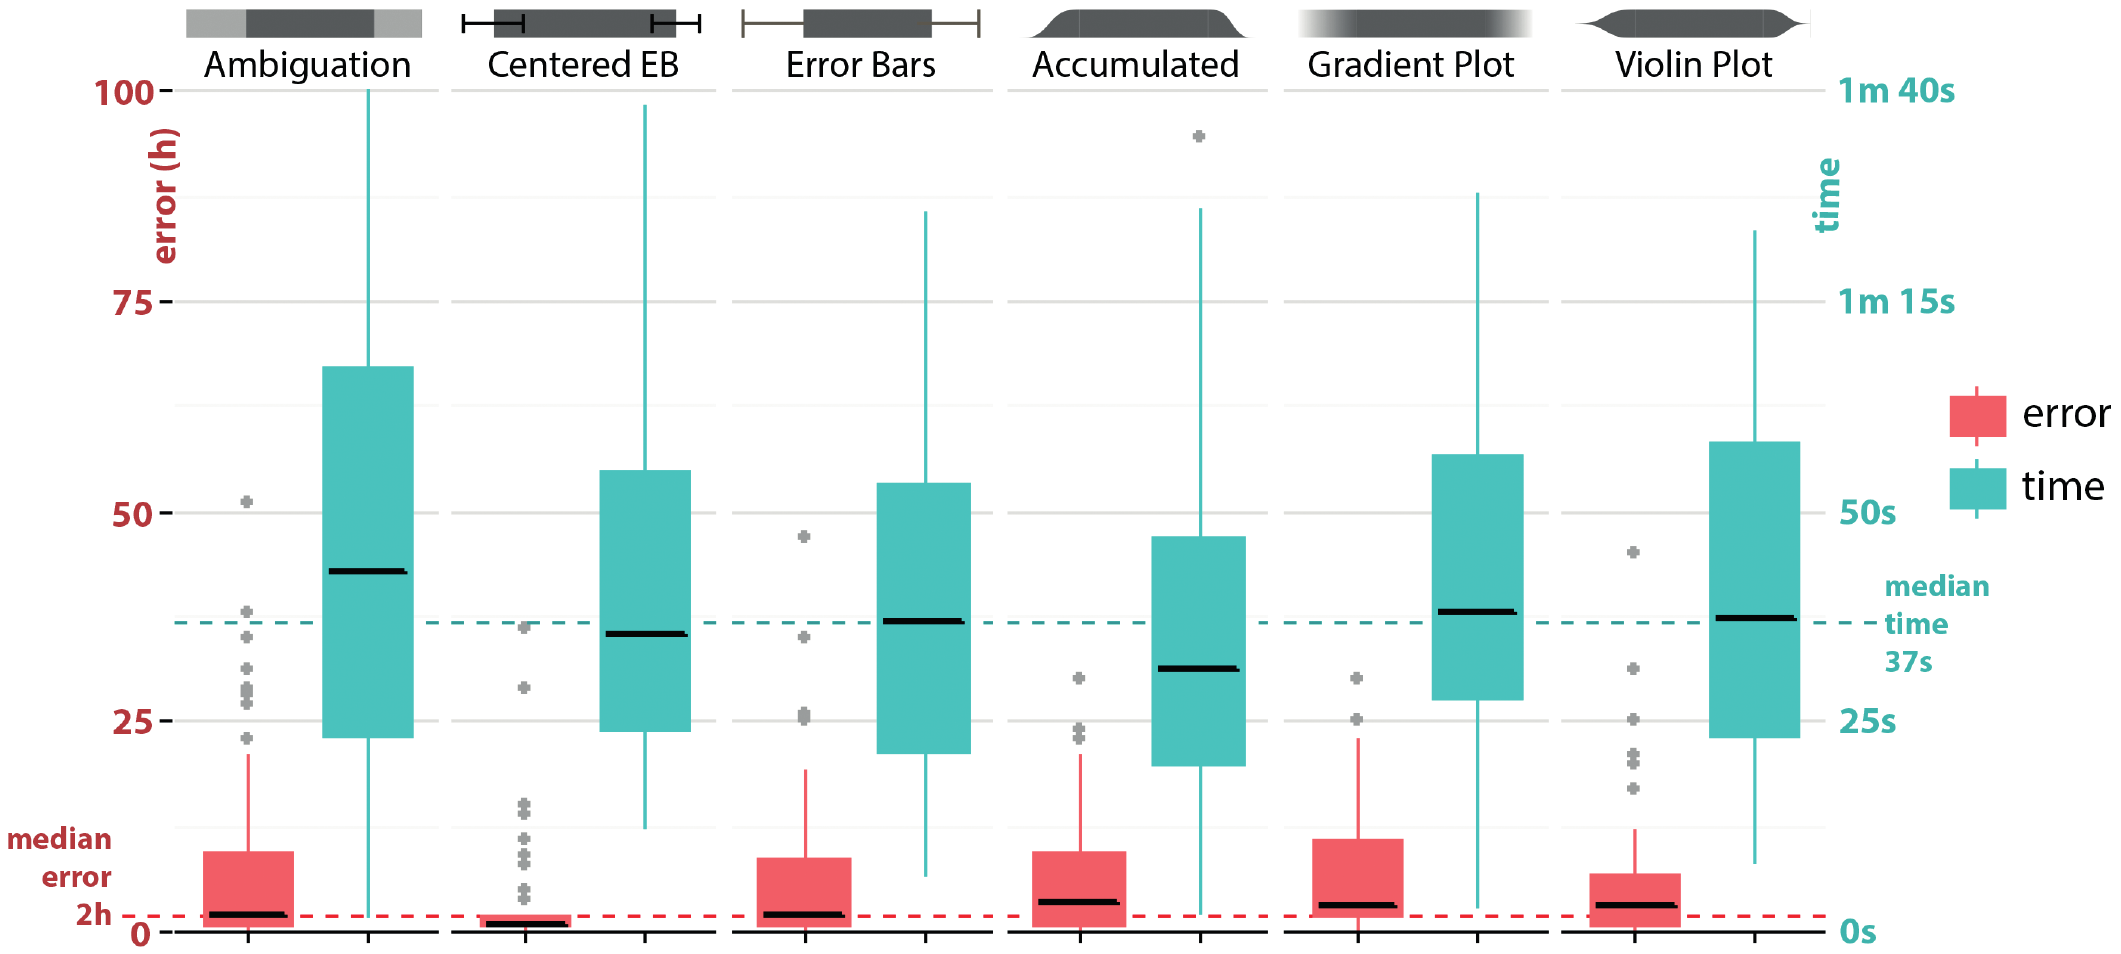 Ambiguation Centered EB Error Bars Accumulated Gradient Plot Violin Plot
100 1m 40s
error (h) time
75 1m 15s
error
time
50 50s
median
time
37s
25 25s
median
error
2h
0 0s